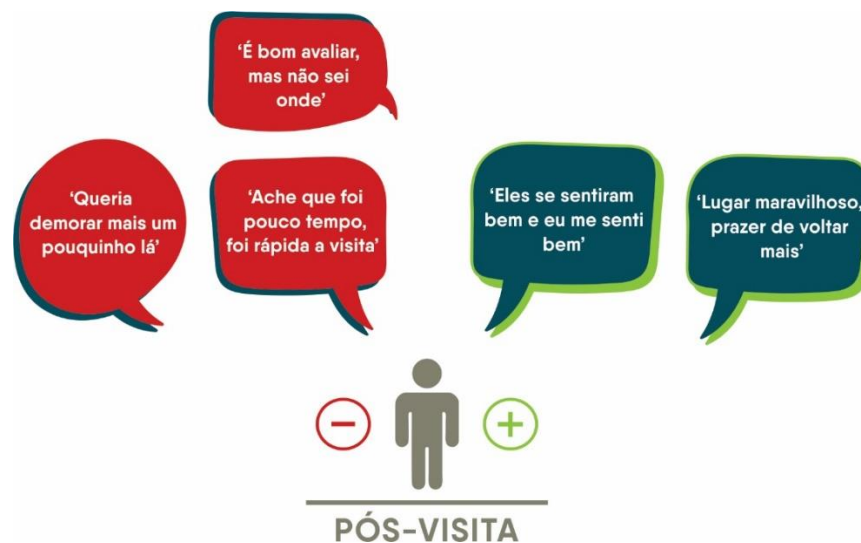 ‘É bom avaliar,
mas não sei
onde’
‘Queria
demorar mais um
pouquinho lá’
‘Ache que foi
pouco tempo,
foi rápida a visita’
‘Eles se sentiram
bem e eu me senti
bem’
‘Lugar maravilhoso,
prazer de voltar
mais’
PÓS-VISITA